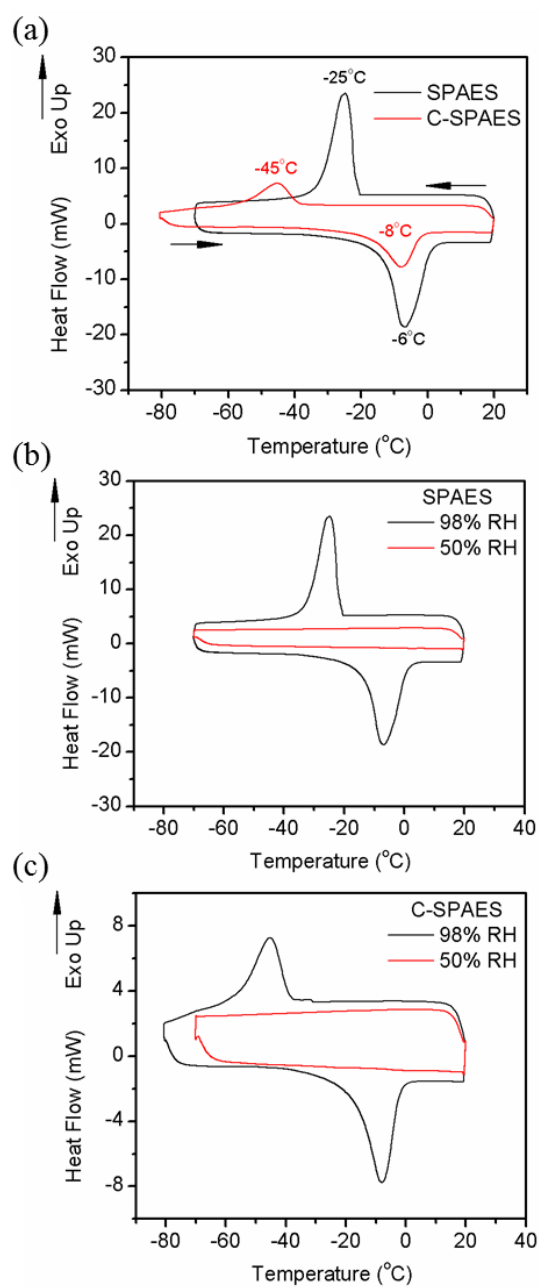 (a)
Exo Up
Heat Flow (mW)
30
20
10
0
-10
-20
-30
-25°C
SPAES
C-SPAES
-45°C
-8°C
-6°C
-80 -60 -40 -20 0 20
Temperature (°C)
(b)
Exo Up
Heat Flow (mW)
30
20
10
0
-10
-20
-30
SPAES
98% RH
50% RH
-80 -60 -40 -20 0 20 40
Temperature (°C)
(c)
Exo Up
Heat Flow (mW)
8
4
0
-4
-8
C-SPAES
98% RH
50% RH
-80 -60 -40 -20 0 20 40
Temperature (°C)